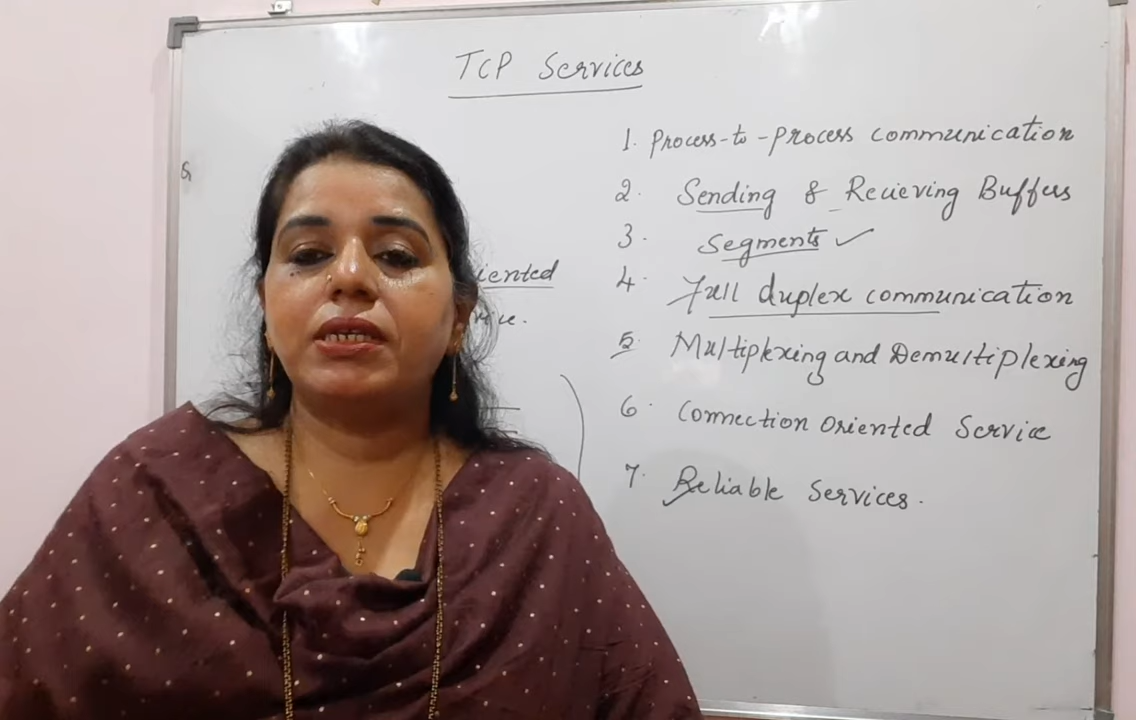 TCP Services
1. Process-to-process communication
2. Sending & Recieving Buffers
3. Segments ✓
4. Full duplex communication
5. Multiplexing and Demultiplexing
6. Connection Oriented Service
7. Reliable Services.
iented